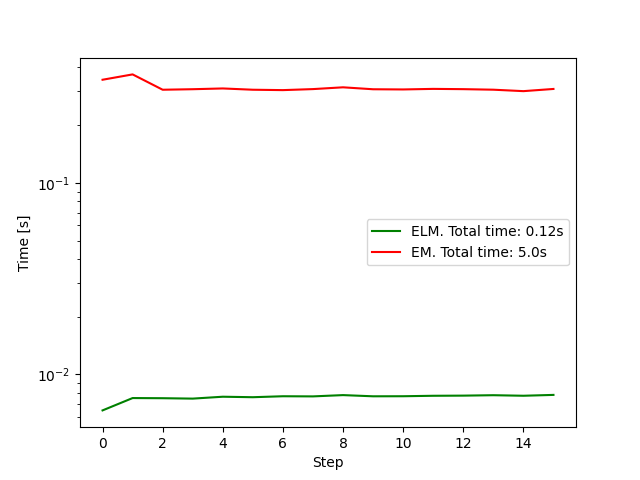 Time [s]
10⁻¹
10⁻²
ELM. Total time: 0.12s
EM. Total time: 5.0s
0 2 4 6 8 10 12 14
Step